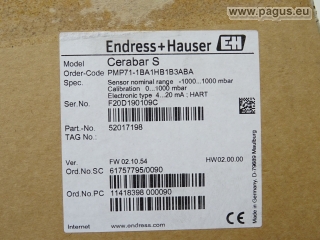 www.pagus.eu
Endress+Hauser EH
Model Cerabar S
Order-Code PMP71-1BA1HB1B3ABA
Spec. Sensor nominal range -1000...1000 mbar
Calibration 0...1000 mbar
Electronic type 4...20 mA; HART
Ser.No. F20D190109C
Part.-No. 52017198
TAG No.:
Ver. FW 02.10.54 HW 02.00.00
Ord.No.SC 61757795/0090
Ord.No.PC 11418398 000090
Internet www.endress.com
Made in Germany, D-79689 Maulburg